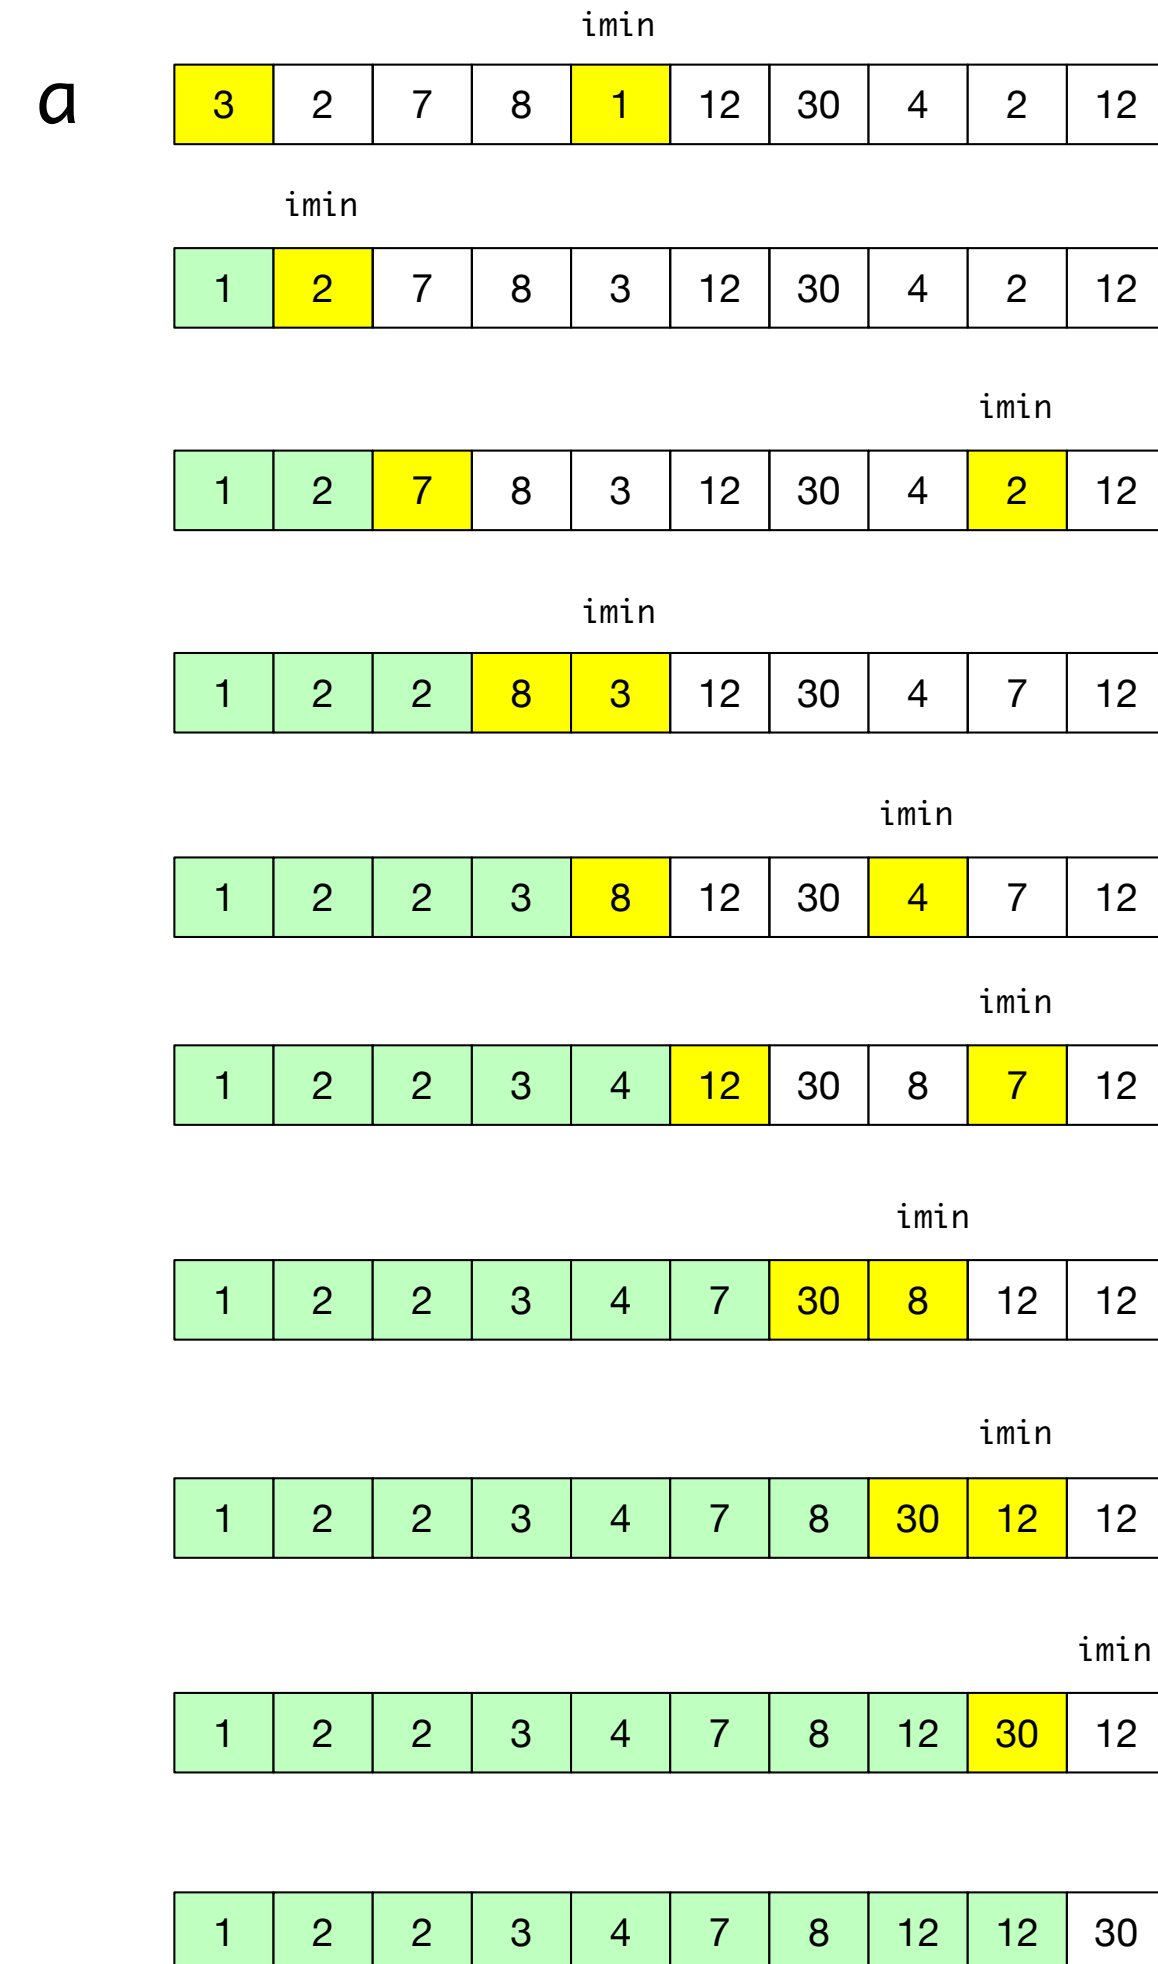 imin
a 3 2 7 8 1 12 30 4 2 12
imin
1 2 7 8 3 12 30 4 2 12
imin
1 2 7 8 3 12 30 4 2 12
imin
1 2 2 8 3 12 30 4 7 12
imin
1 2 2 3 8 12 30 4 7 12
imin
1 2 2 3 4 12 30 8 7 12
imin
1 2 2 3 4 7 30 8 12 12
imin
1 2 2 3 4 7 8 30 12 12
imin
1 2 2 3 4 7 8 12 30 12
1 2 2 3 4 7 8 12 12 30